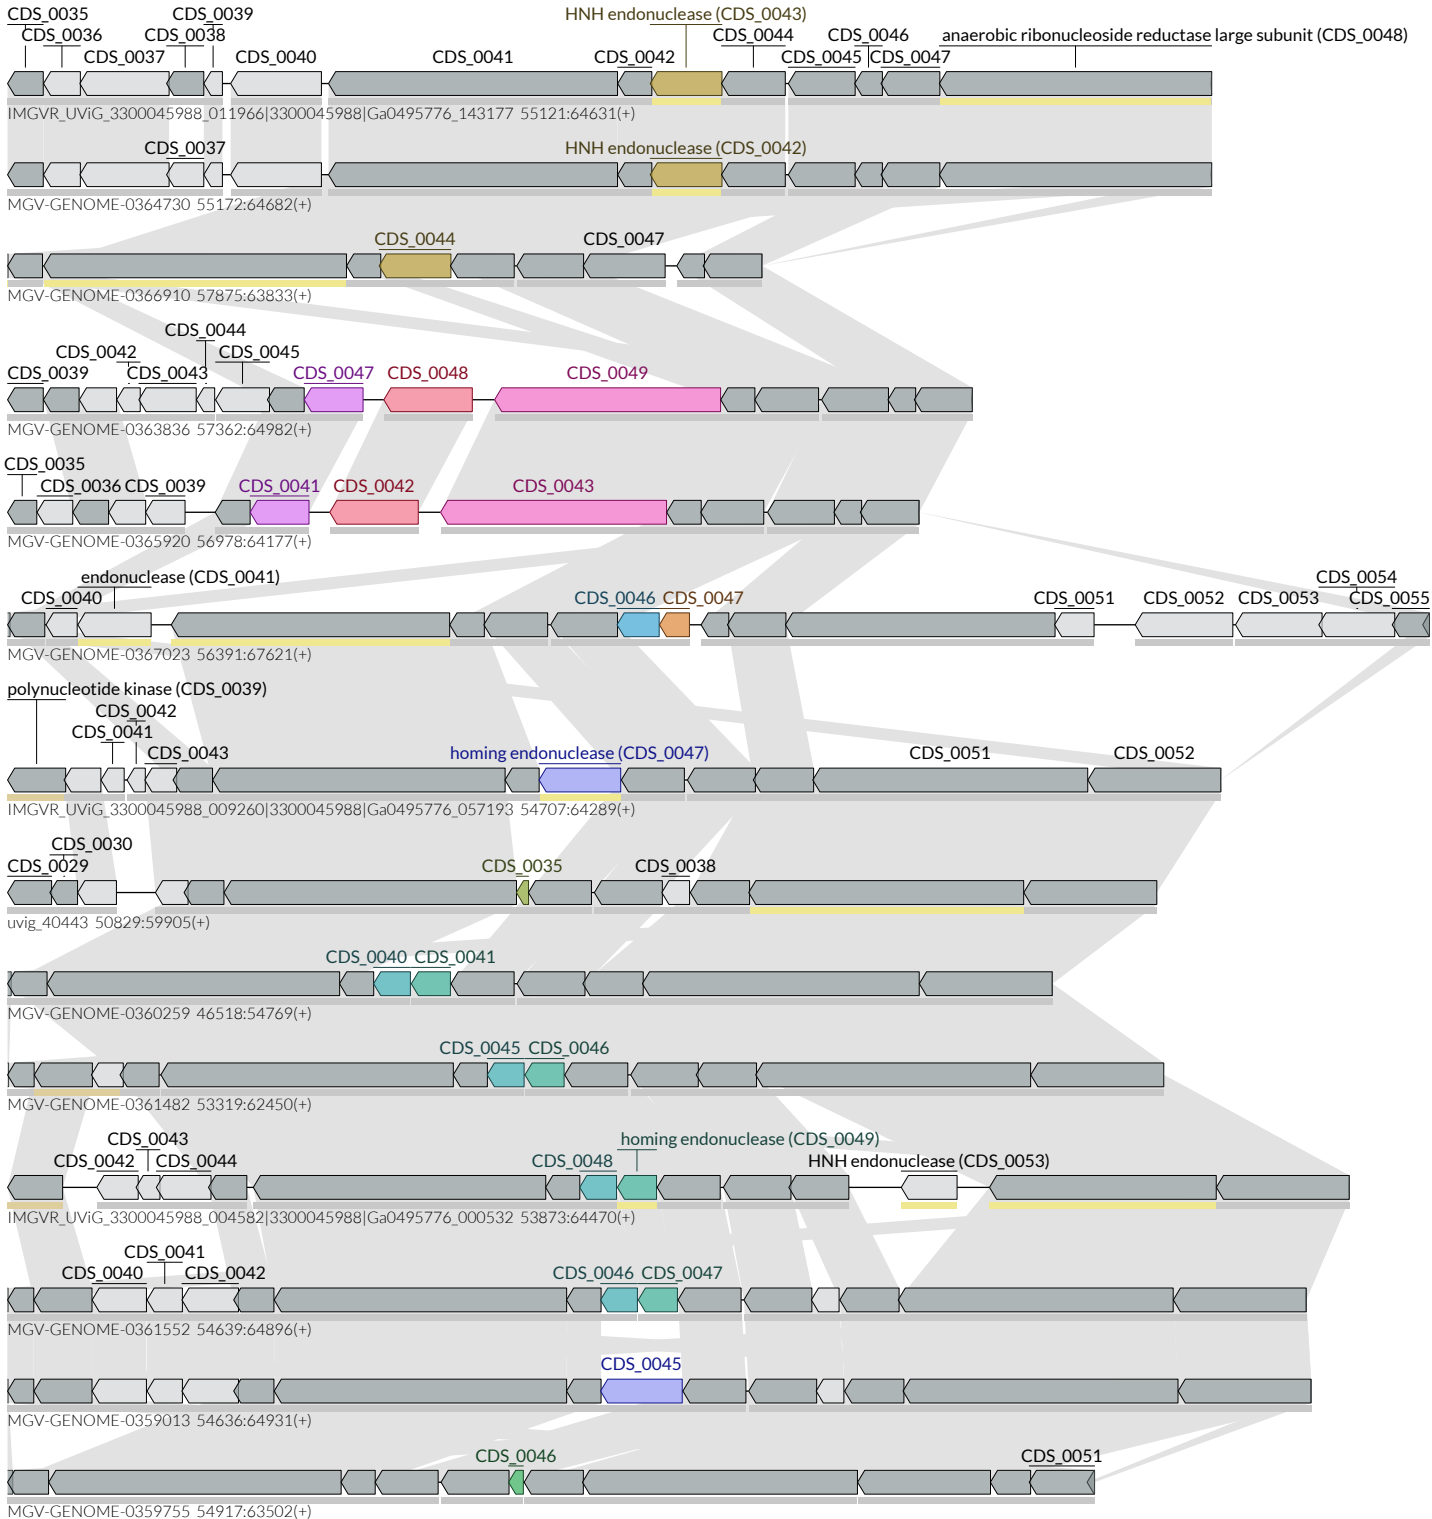 CDS_0035 CDS_0039 HNH endonuclease (CDS_0043)
CDS_0036 CDS_0038 CDS_0044 CDS_0046 anaerobic ribonucleoside reductase large subunit (CDS_0048)
CDS_0037 CDS_0040 CDS_0041 CDS_0042 CDS_0045 CDS_0047
IMGVR_UViG_3300045988_011966|3300045988|Ga0495776_143177 55121:64631(+)
CDS_0037 HNH endonuclease (CDS_0042)
MGV-GENOME-0364730 55172:64682(+)
CDS_0044 CDS_0047
MGV-GENOME-0366910 57875:63833(+)
CDS_0044
CDS_0042 CDS_0045
CDS_0039 CDS_0043 CDS_0047 CDS_0048 CDS_0049
MGV-GENOME-0363836 57362:64982(+)
CDS_0035
CDS_0036 CDS_0039 CDS_0041 CDS_0042 CDS_0043
MGV-GENOME-0365920 56978:64177(+)
endonuclease (CDS_0041) CDS_0054
CDS_0040 CDS_0046 CDS_0047 CDS_0051 CDS_0052 CDS_0053 CDS_0055
MGV-GENOME-0367023 56391:67621(+)
polynucleotide kinase (CDS_0039)
CDS_0042
CDS_0041
CDS_0043 homing endonuclease (CDS_0047) CDS_0051 CDS_0052
IMGVR_UViG_3300045988_009260|3300045988|Ga0495776_057193 54707:64289(+)
CDS_0030
CDS_0029 CDS_0035 CDS_0038
uvig_40443 50829:59905(+)
CDS_0040 CDS_0041
MGV-GENOME-0360259 46518:54769(+)
CDS_0045 CDS_0046
MGV-GENOME-0361482 53319:62450(+)
CDS_0043 homing endonuclease (CDS_0049)
CDS_0042 CDS_0044 CDS_0048 HNH endonuclease (CDS_0053)
IMGVR_UViG_3300045988_004582|3300045988|Ga0495776_000532 53873:64470(+)
CDS_0041
CDS_0040 CDS_0042 CDS_0046 CDS_0047
MGV-GENOME-0361552 54639:64896(+)
CDS_0045
MGV-GENOME-0359013 54636:64931(+)
CDS_0046 CDS_0051
MGV-GENOME-0359755 54917:63502(+)